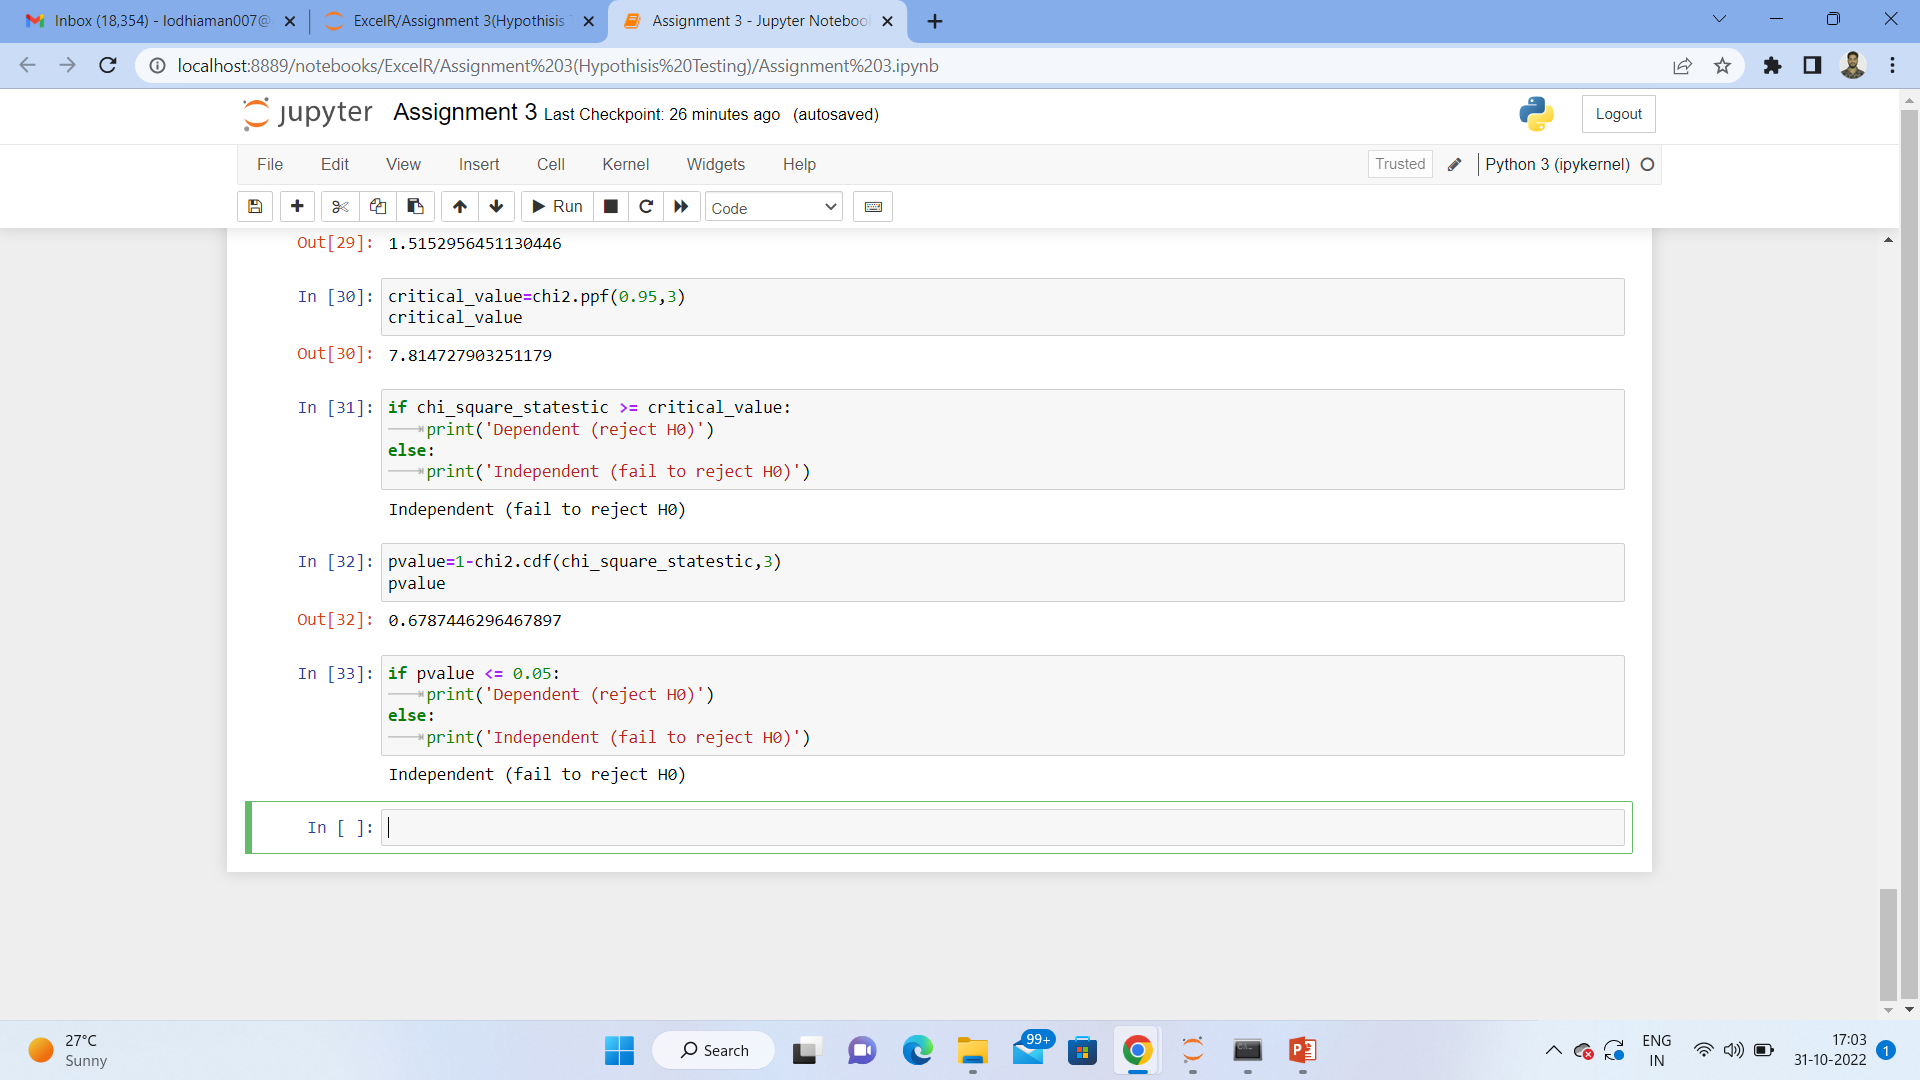 Inbox (18,354) - lodhiaman007@
ExcelR/Assignment 3(Hypothisis
Assignment 3 - Jupyter Notebook
localhost:8889/notebooks/ExcelR/Assignment%203(Hypothisis%20Testing)/Assignment%203.ipynb
jupyter Assignment 3 Last Checkpoint: 26 minutes ago (autosaved)
Logout
File Edit View Insert Cell Kernel Widgets Help
Trusted
Python 3 (ipykernel)
Run
Code
Out[29]: 1.5152956451130446
In [30]: critical_value=chi2.ppf(0.95,3)
critical_value
Out[30]: 7.814727903251179
In [31]: if chi_square_statestic >= critical_value:
print('Dependent (reject H0)')
else:
print('Independent (fail to reject H0)')
Independent (fail to reject H0)
In [32]: pvalue=1-chi2.cdf(chi_square_statestic,3)
pvalue
Out[32]: 0.6787446296467897
In [33]: if pvalue <= 0.05:
print('Dependent (reject H0)')
else:
print('Independent (fail to reject H0)')
Independent (fail to reject H0)
In [ ]:
27°C
Sunny
Search
99+
ENG
IN
17:03
31-10-2022
1